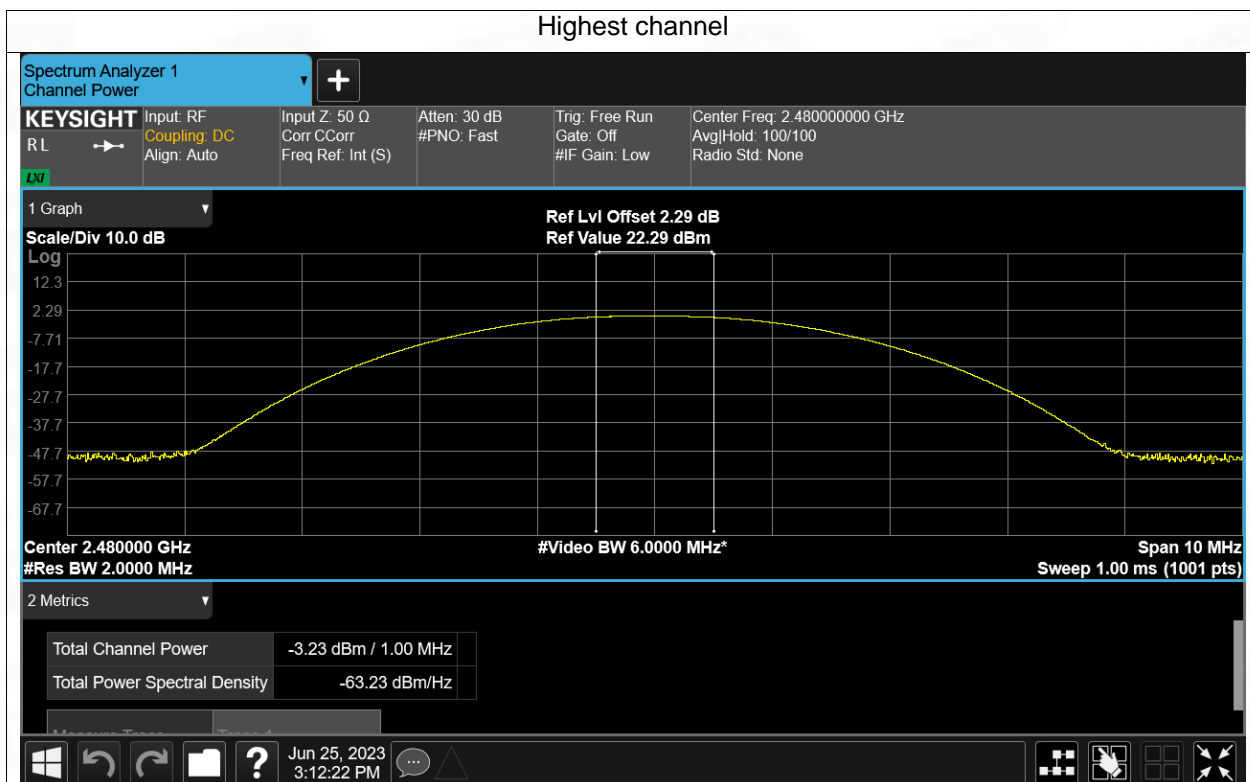 Highest channel
Spectrum Analyzer 1
Channel Power
KEYSIGHT
R L
LXI
Input: RF
Coupling: DC
Align: Auto
Input Z: 50 Ω
Corr CCorr
Freq Ref: Int (S)
Atten: 30 dB
#PNO: Fast
Trig: Free Run
Gate: Off
#IF Gain: Low
Center Freq: 2.480000000 GHz
Avg|Hold: 100/100
Radio Std: None
1 Graph
Scale/Div 10.0 dB
Ref Lvl Offset 2.29 dB
Ref Value 22.29 dBm
Log
12.3
2.29
-7.71
-17.7
-27.7
-37.7
-47.7
-57.7
-67.7
Center 2.480000 GHz
#Video BW 6.0000 MHz*
Span 10 MHz
#Res BW 2.0000 MHz
Sweep 1.00 ms (1001 pts)
2 Metrics
Total Channel Power -3.23 dBm / 1.00 MHz
Total Power Spectral Density -63.23 dBm/Hz
Jun 25, 2023
3:12:22 PM